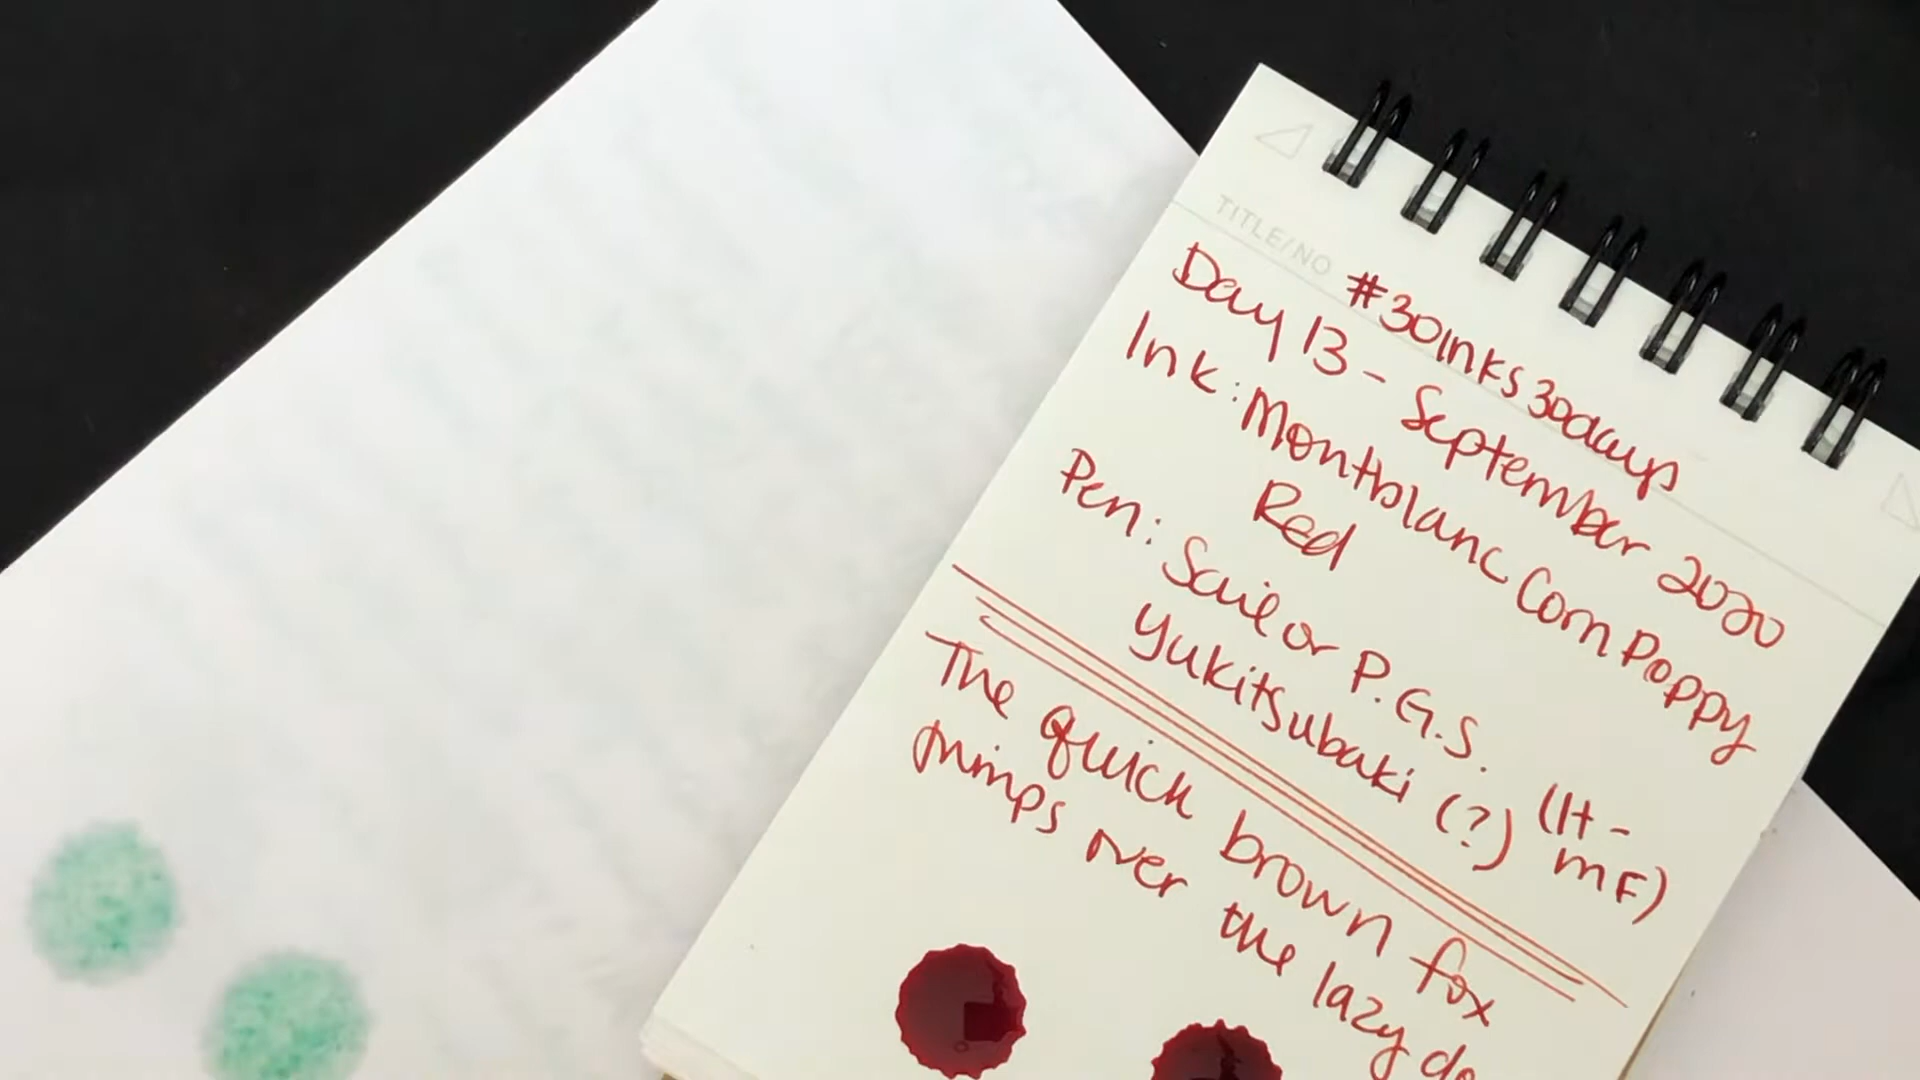 TITLE/NO
#30inks30days
Day 13 - September 2020
Ink: Montblanc Corn Poppy
Red
Pen: Sailor P.G.S.
Yukitsubaki (?) (H-
MF)
The quick brown fox
jumps over the lazy do